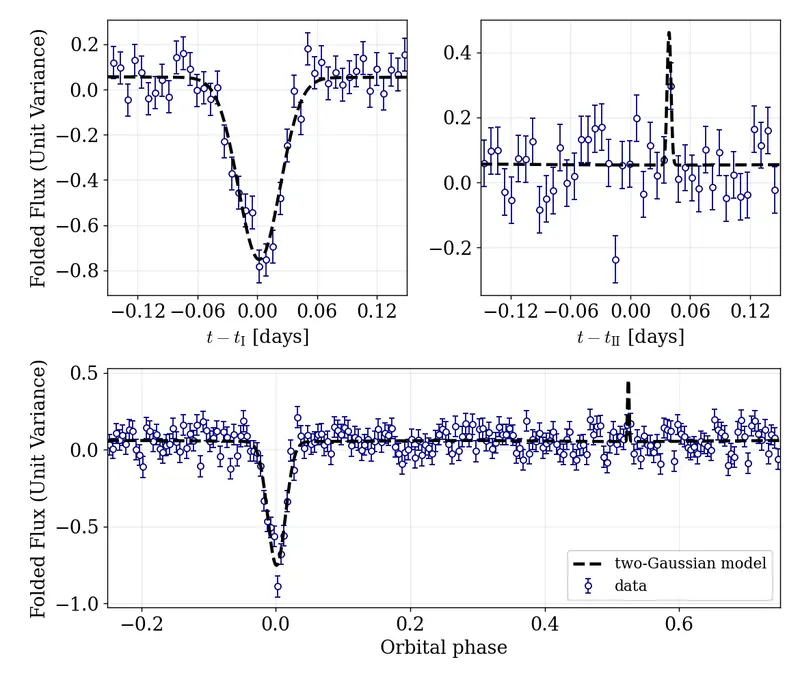 Folded Flux (Unit Variance)
0.2
0.0
−0.2
−0.4
−0.6
−0.8
−0.12 −0.06 0.00 0.06 0.12
t − tI [days]
0.4
0.2
0.0
−0.2
−0.12 −0.06 0.00 0.06 0.12
t − tII [days]
Folded Flux (Unit Variance)
0.5
0.0
−0.5
−1.0
two-Gaussian model
data
−0.2 0.0 0.2 0.4 0.6
Orbital phase